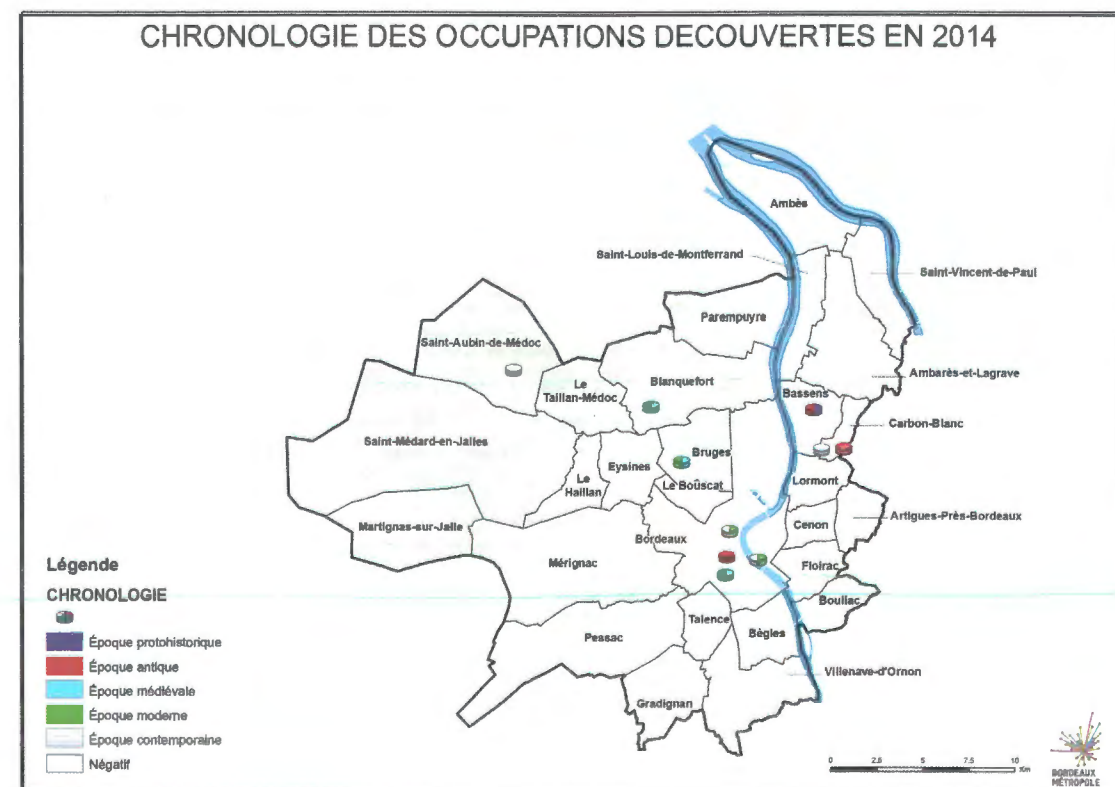 CHRONOLOGIE DES OCCUPATIONS DECOUVERTES EN 2014
Ambès
Saint-Louis-de-Montferrand
Saint-Vincent-de-Paul
Parempuyre
Saint-Aubin-de-Médoc
Ambarès-et-Lagrave
Le
Taillan-Médoc
Blanquefort
Bassens
Carbon-Blanc
Saint-Médard-en-Jalles
Bruges
Eysines
Le
Haillan
Le Boûscat
Lormont
Artigues-Près-Bordeaux
Martignas-sur-Jalle
Cenon
Bordeaux
Mérignac
Floirac
Bouliac
Talence
Bègles
Pessac
Villenave-d'Ornon
Gradignan
Légende
CHRONOLOGIE
Époque protohistorique
Époque antique
Époque médiévale
Époque moderne
Époque contemporaine
Négatif
0 2,5 5 7,5 10
Km
BORDEAUX
MÉTROPOLE